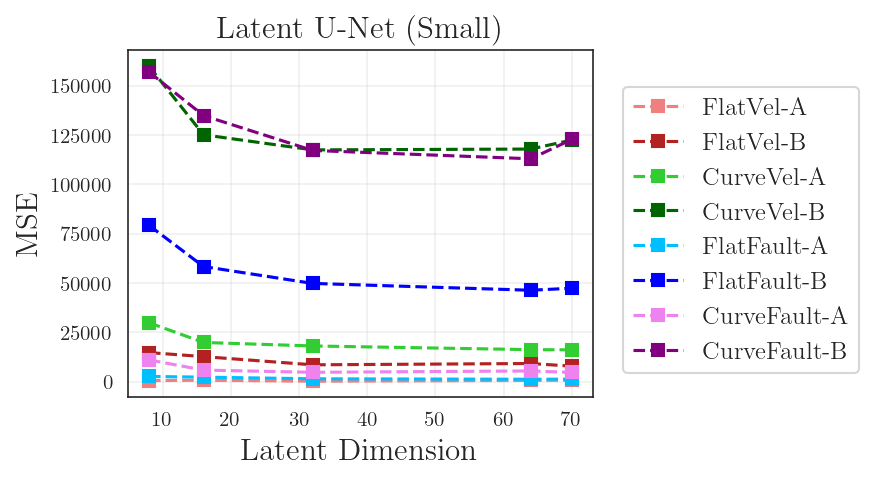 Latent U-Net (Small)
MSE
150000
125000
100000
75000
50000
25000
0
10 20 30 40 50 60 70
Latent Dimension
FlatVel-A
FlatVel-B
CurveVel-A
CurveVel-B
FlatFault-A
FlatFault-B
CurveFault-A
CurveFault-B